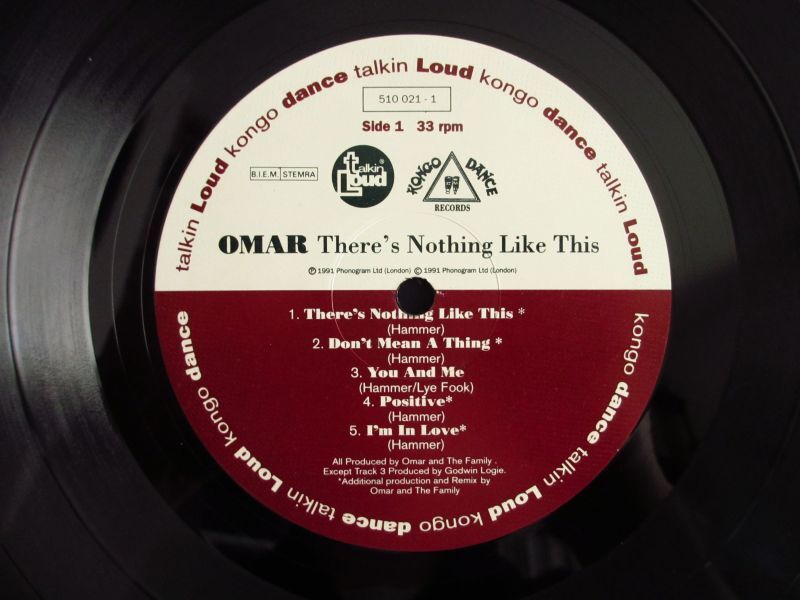 talkin Loud kongo dance talkin Loud kongo dance talkin Loud
510 021 - 1
Side 1 33 rpm
B.I.E.M. STEMRA
talkin Loud®
KONGO DANCE
RECORDS
OMAR There's Nothing Like This
℗ 1991 Phonogram Ltd (London) © 1991 Phonogram Ltd (London)
1. There's Nothing Like This *
(Hammer)
2. Don't Mean A Thing *
(Hammer)
3. You And Me
(Hammer/Lye Fook)
4. Positive*
(Hammer)
5. I'm In Love*
(Hammer)
All Produced by Omar and The Family .
Except Track 3 Produced by Godwin Logie.
*Additional production and Remix by
Omar and The Family
kongo dance talkin Loud kongo dance talkin Loud kongo dance